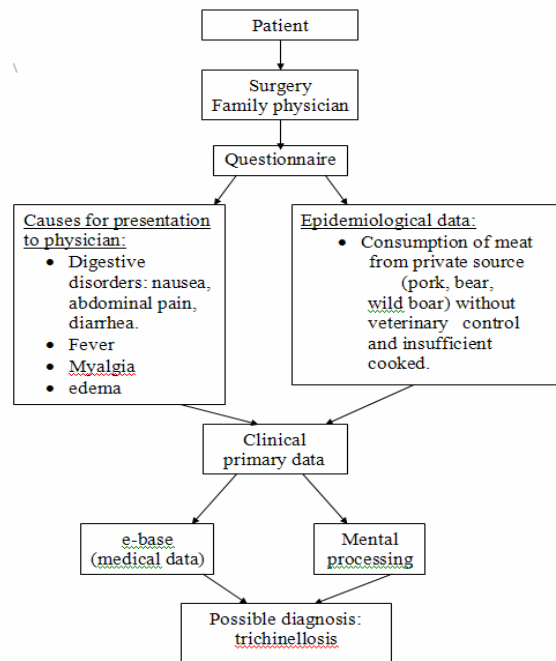 Patient
Surgery
Family physician
Questionnaire
Causes for presentation
to physician:
• Digestive
disorders: nausea,
abdominal pain,
diarrhea.
• Fever
• Myalgia
• edema
Epidemiological data:
• Consumption of meat
from private source
(pork, bear,
wild boar) without
veterinary control
and insufficient
cooked.
Clinical
primary data
e-base
(medical data)
Mental
processing
Possible diagnosis:
trichinellosis